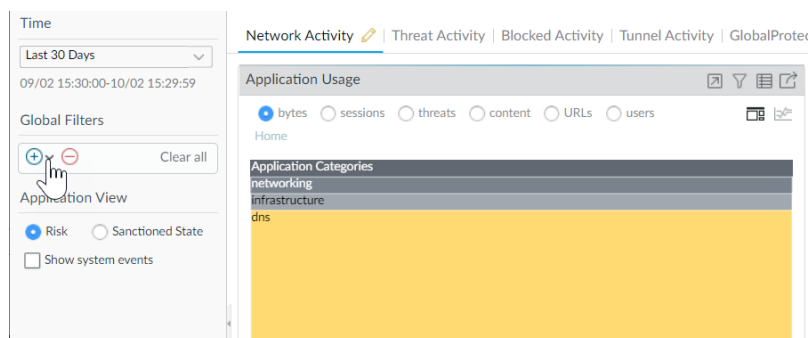 Time
Last 30 Days
09/02 15:30:00-10/02 15:29:59
Global Filters
Clear all
Application View
Risk Sanctioned State
Show system events
Network Activity | Threat Activity | Blocked Activity | Tunnel Activity | GlobalProtec
Application Usage
bytes sessions threats content URLs users
Home
Application Categories
networking
infrastructure
dns